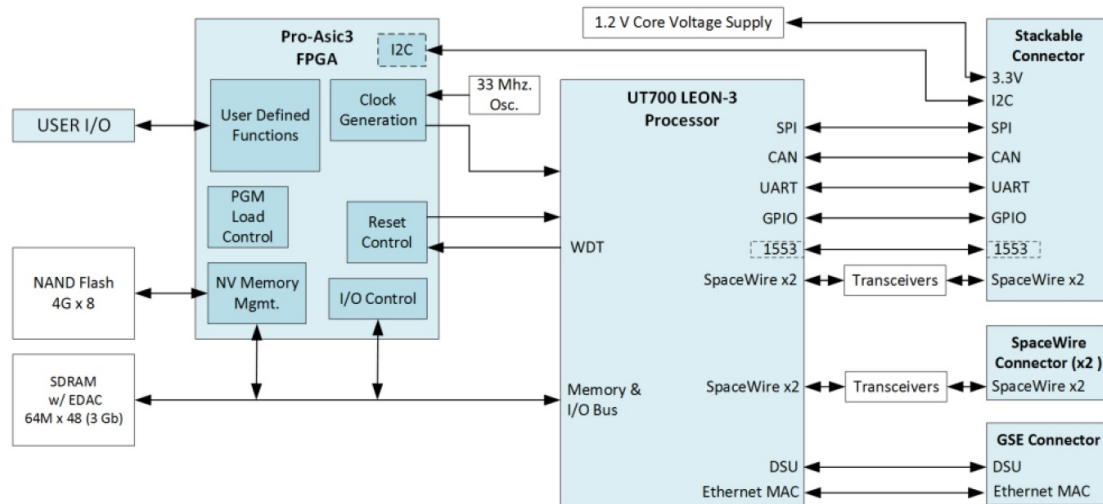 1.2 V Core Voltage Supply
Pro-Asic3
FPGA
I2C
User Defined
Functions
Clock
Generation
33 Mhz.
Osc.
USER I/O
PGM
Load
Control
Reset
Control
NV Memory
Mgmt.
I/O Control
NAND Flash
4G x 8
SDRAM
w/ EDAC
64M x 48 (3 Gb)
UT700 LEON-3
Processor
SPI
CAN
UART
GPIO
WDT
1553
SpaceWire x2
Transceivers
Memory &
I/O Bus
SpaceWire x2
Transceivers
DSU
Ethernet MAC
Stackable
Connector
3.3V
I2C
SPI
CAN
UART
GPIO
1553
SpaceWire x2
SpaceWire
Connector (x2 )
SpaceWire x2
GSE Connector
DSU
Ethernet MAC